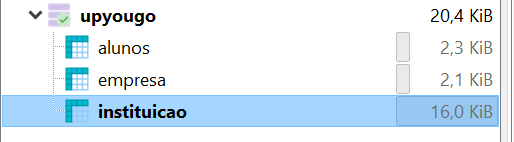 upyougo 20,4 KiB
alunos 2,3 KiB
empresa 2,1 KiB
instituicao 16,0 KiB